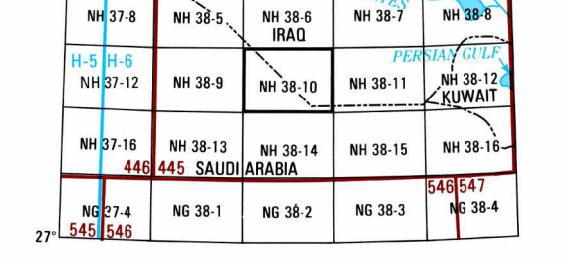 NH 37-8 NH 38-5 NH 38-6 NH 38-7 NH 38-8
IRAQ
PERSIAN GULF
H-5 H-6
NH 37-12 NH 38-9 NH 38-10 NH 38-11 NH 38-12
KUWAIT
NH 37-16 NH 38-13 NH 38-14 NH 38-15 NH 38-16
446 445 SAUDI ARABIA
546 547
NG 37-4 NG 38-1 NG 38-2 NG 38-3 NG 38-4
27° 545 546